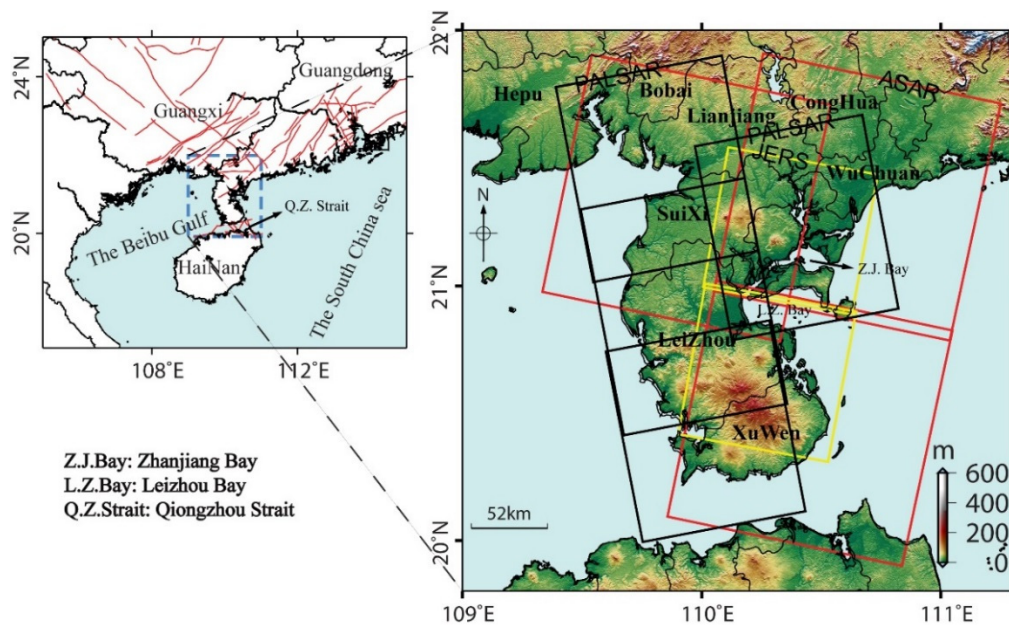 24°N
20°N
108°E
112°E
Guangdong
Guangxi
Q.Z. Strait
The Beibu Gulf
HaiNan
The South China sea
Z.J.Bay: Zhanjiang Bay
L.Z.Bay: Leizhou Bay
Q.Z.Strait: Qiongzhou Strait
22°N
21°N
20°N
109°E
110°E
111°E
PALSAR
ASAR
Hepu
Bobai
CongHua
Lianjiang
PALSAR
JERS
WuChuan
N
SuiXi
Z.J. Bay
L.Z. Bay
LeiZhou
XuWen
52km
m
600
400
200
0